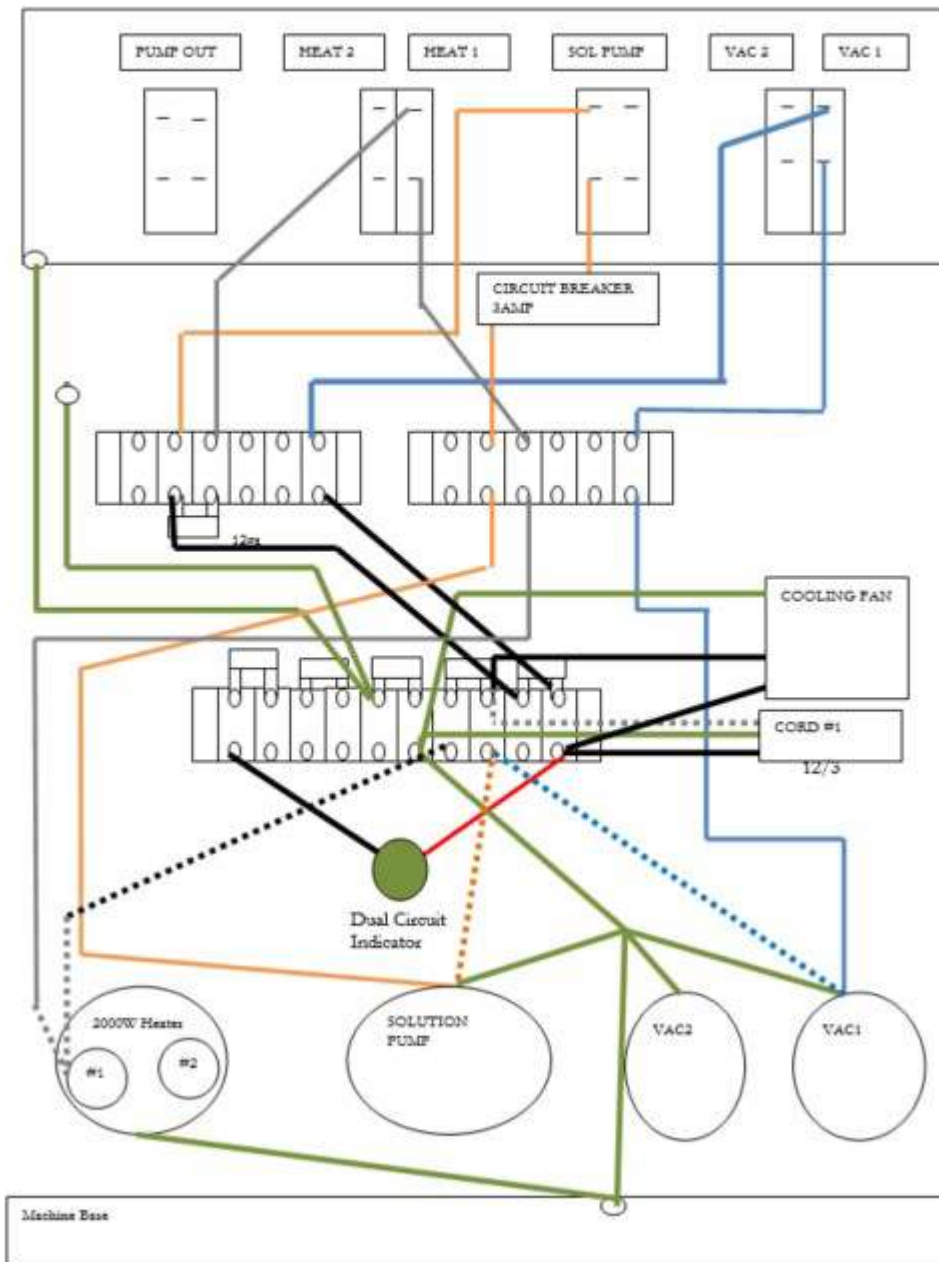 PUMP OUT
HEAT 2
HEAT 1
SOL PUMP
VAC 2
VAC 1
CIRCUIT BREAKER
3AMP
COOLING FAN
CORD #1
12/3
Dual Circuit
Indicator
2000W Heater
#1
#2
SOLUTION
PUMP
VAC2
VAC1
Machine Base